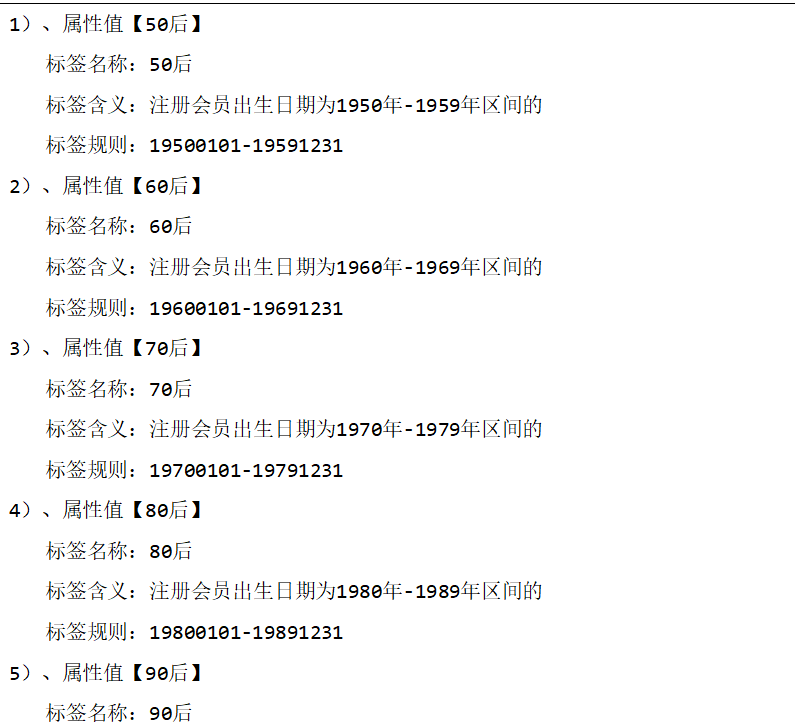 1）、属性值【50后】
标签名称：50后
标签含义：注册会员出生日期为1950年-1959年区间的
标签规则：19500101-19591231
2）、属性值【60后】
标签名称：60后
标签含义：注册会员出生日期为1960年-1969年区间的
标签规则：19600101-19691231
3）、属性值【70后】
标签名称：70后
标签含义：注册会员出生日期为1970年-1979年区间的
标签规则：19700101-19791231
4）、属性值【80后】
标签名称：80后
标签含义：注册会员出生日期为1980年-1989年区间的
标签规则：19800101-19891231
5）、属性值【90后】
标签名称：90后